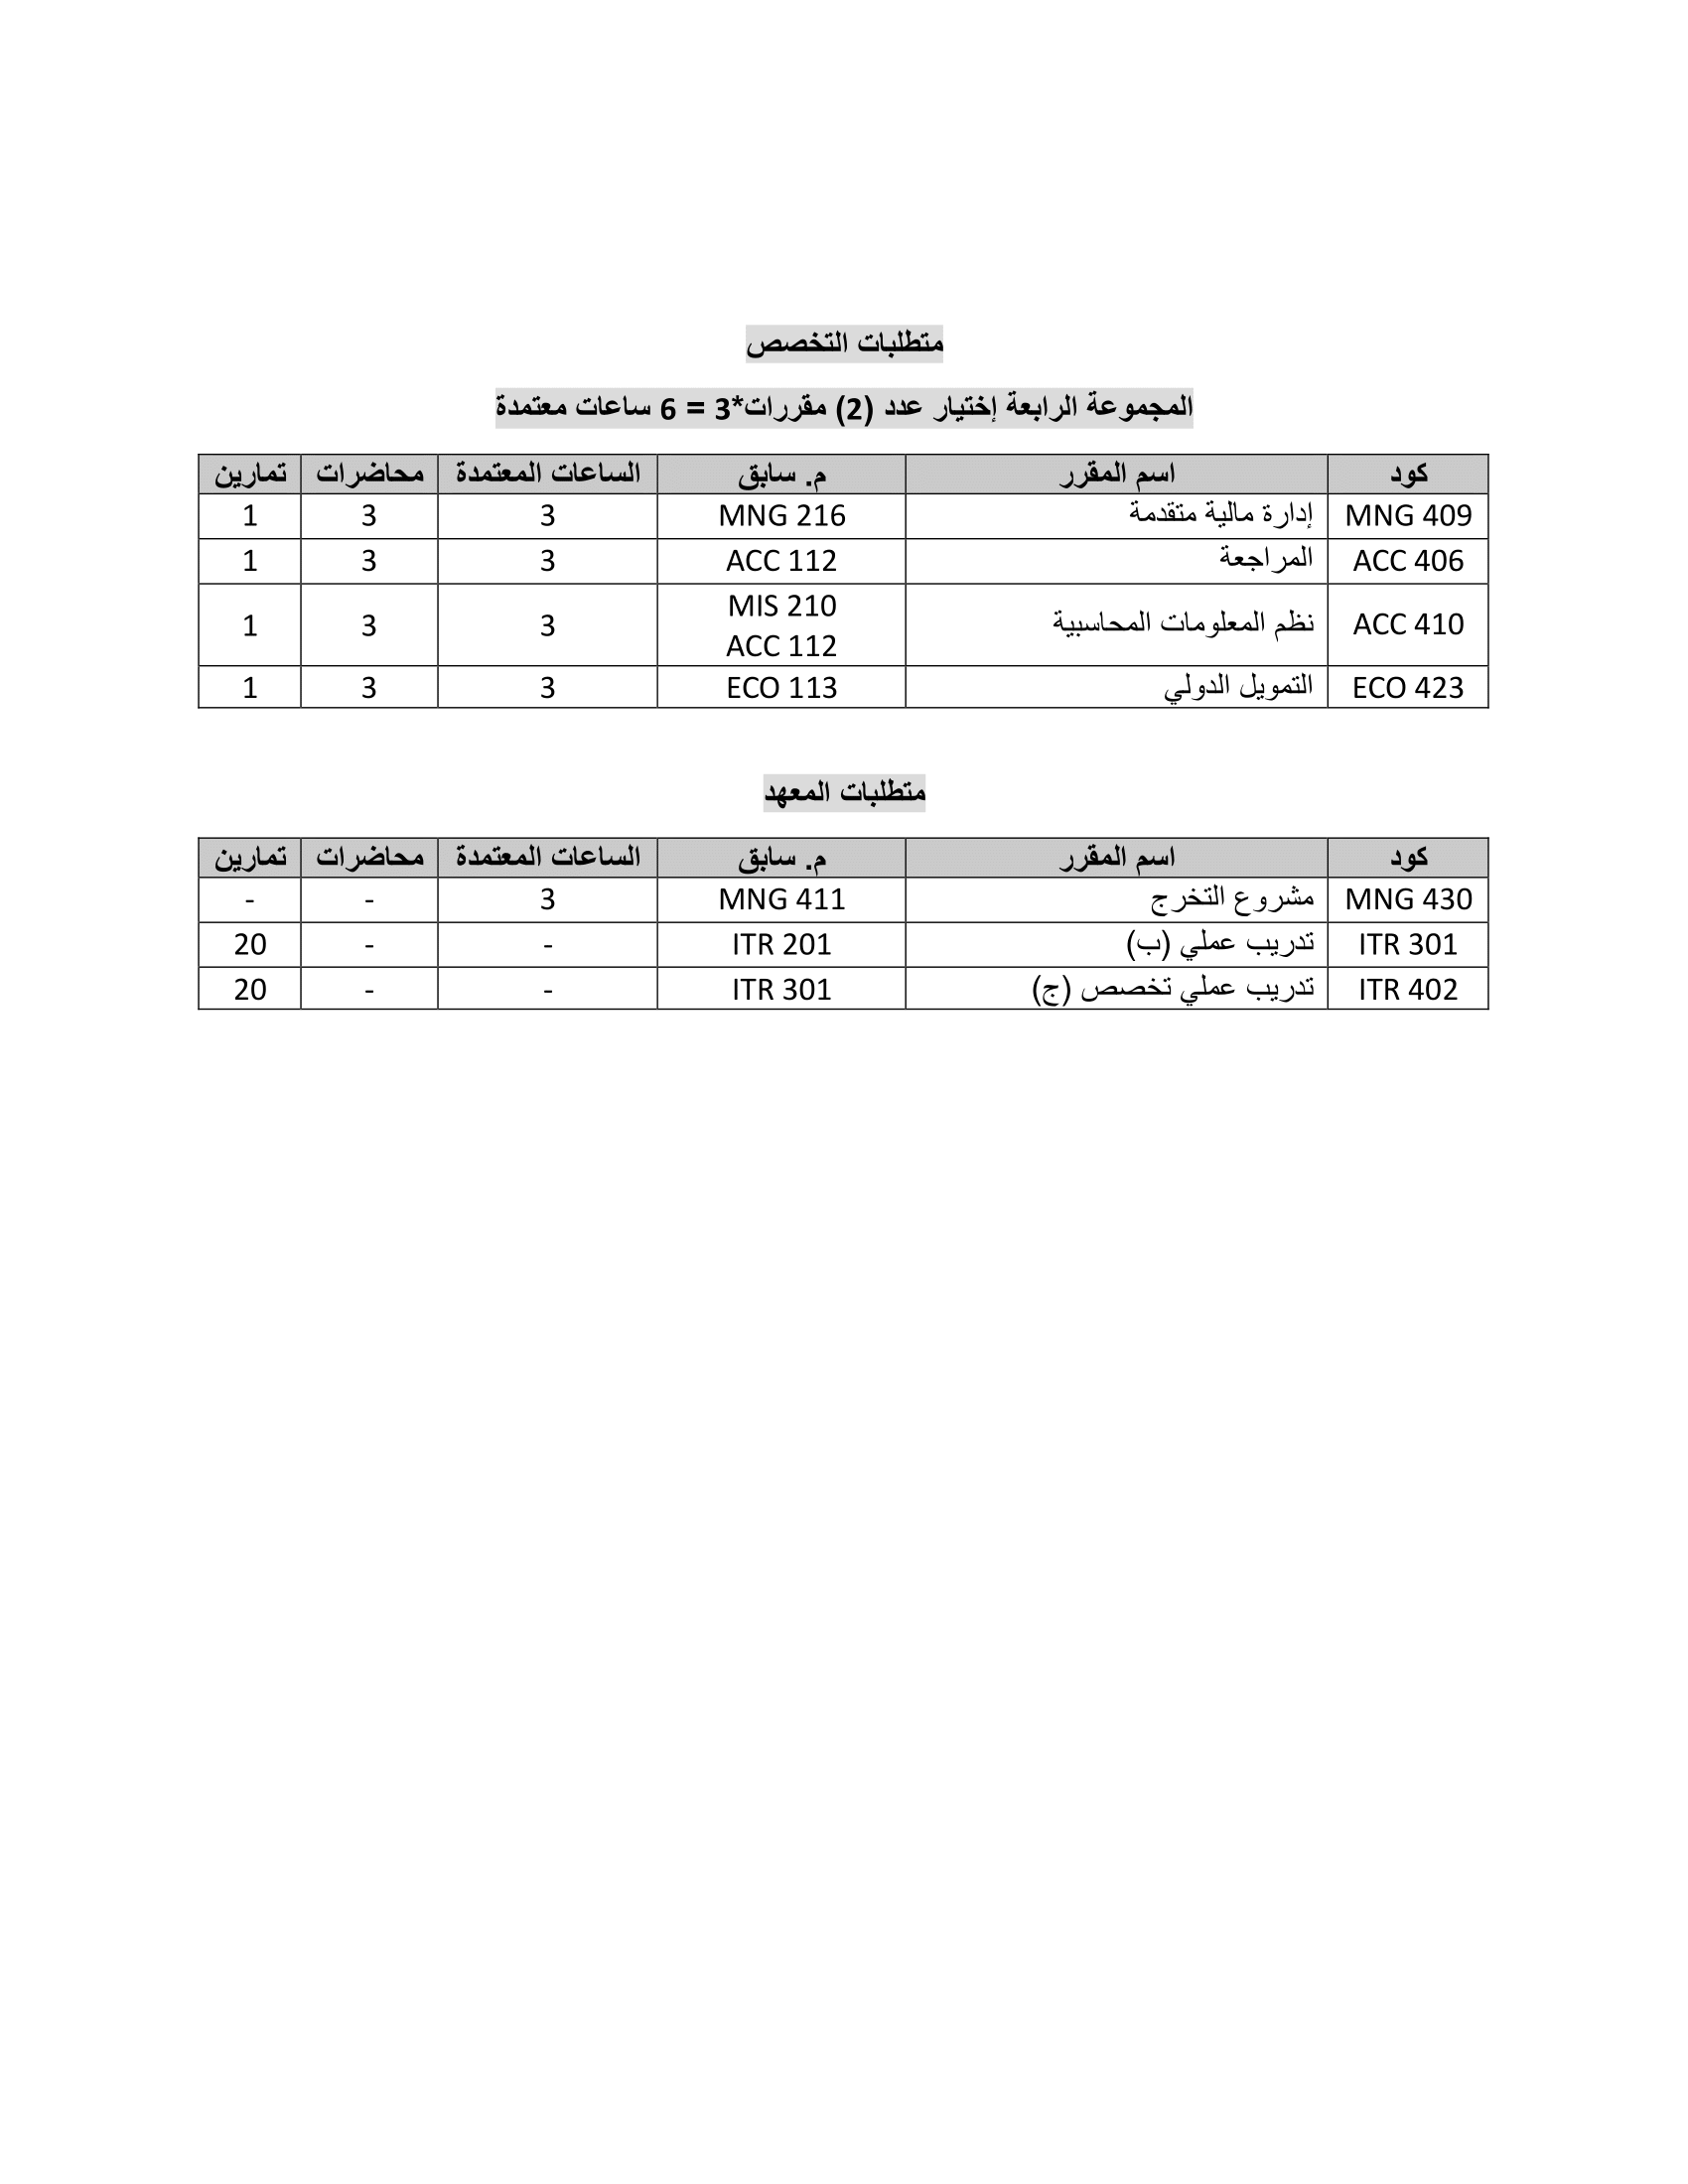 متطلبات التخصص
المجموعة الرابعة إختيار عدد (2) مقررات*3 = 6 ساعات معتمدة
كود اسم المقرر م. سابق الساعات المعتمدة محاضرات تمارين
MNG 409 إدارة مالية متقدمة MNG 216 3 3 1
ACC 406 المراجعة ACC 112 3 3 1
ACC 410 نظم المعلومات المحاسبية MIS 210 ACC 112 3 3 1
ECO 423 التمويل الدولي ECO 113 3 3 1
متطلبات المعهد
كود اسم المقرر م. سابق الساعات المعتمدة محاضرات تمارين
MNG 430 مشروع التخرج MNG 411 3 - -
ITR 301 تدريب عملي (ب) ITR 201 - - 20
ITR 402 تدريب عملي تخصص (ج) ITR 301 - - 20